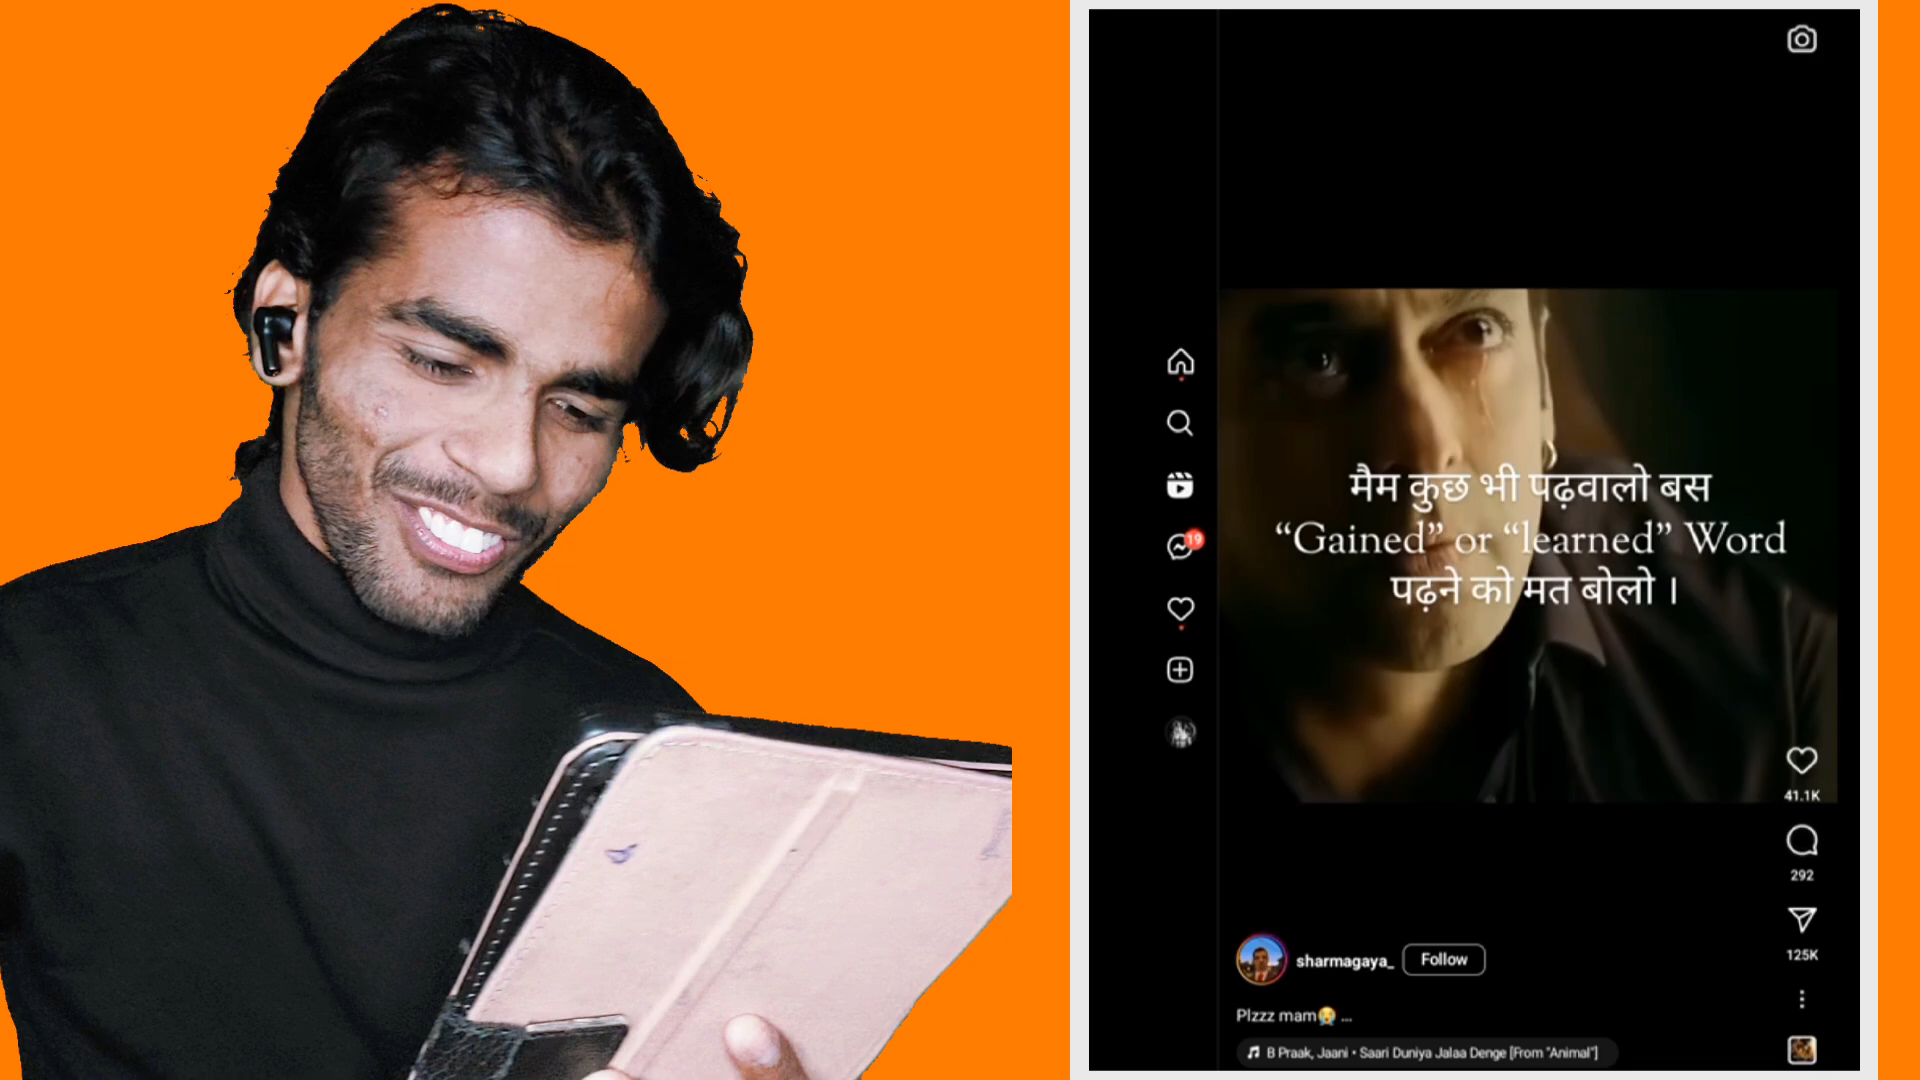 मैम कुछ भी पढ़वालो बस
“Gained” or “learned” Word
पढ़ने को मत बोलो ।
19
41.1K
292
125K
sharmagaya_ Follow
Plzzz mam😭 ...
B Praak, Jaani • Saari Duniya Jalaa Denge [From "Animal"]